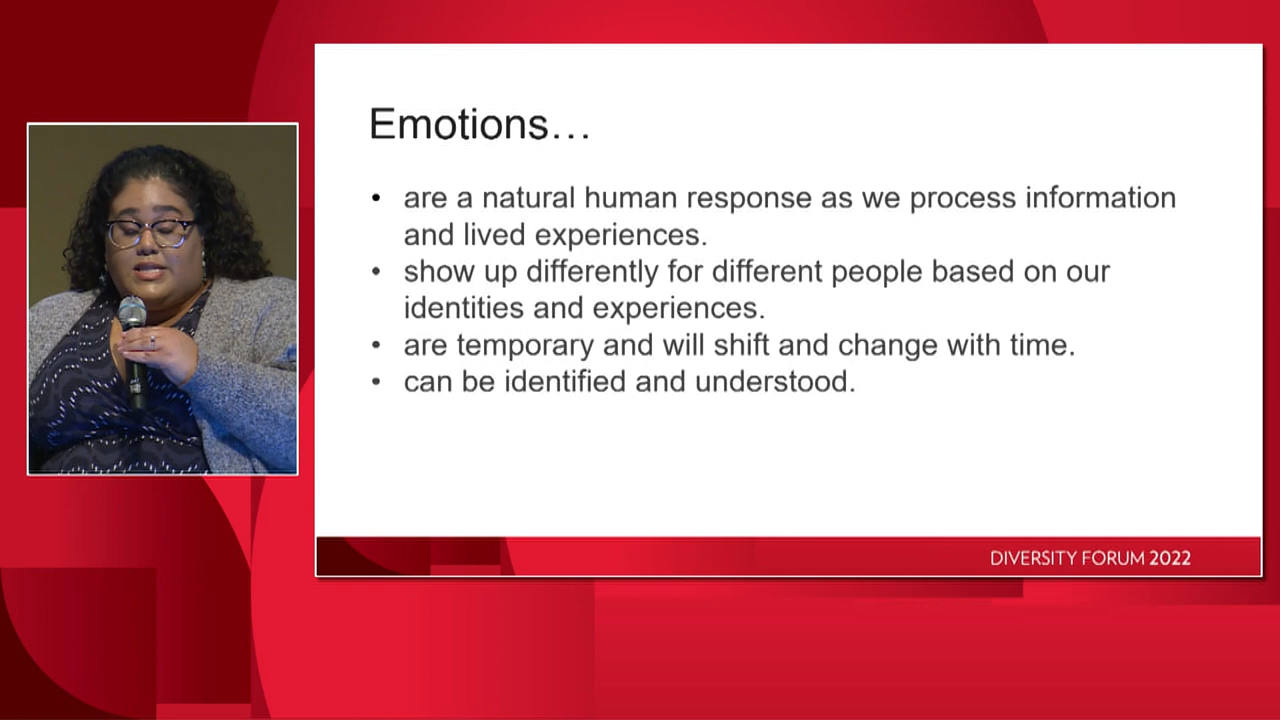 Emotions…
• are a natural human response as we process information
and lived experiences.
• show up differently for different people based on our
identities and experiences.
• are temporary and will shift and change with time.
• can be identified and understood.
DIVERSITY FORUM 2022